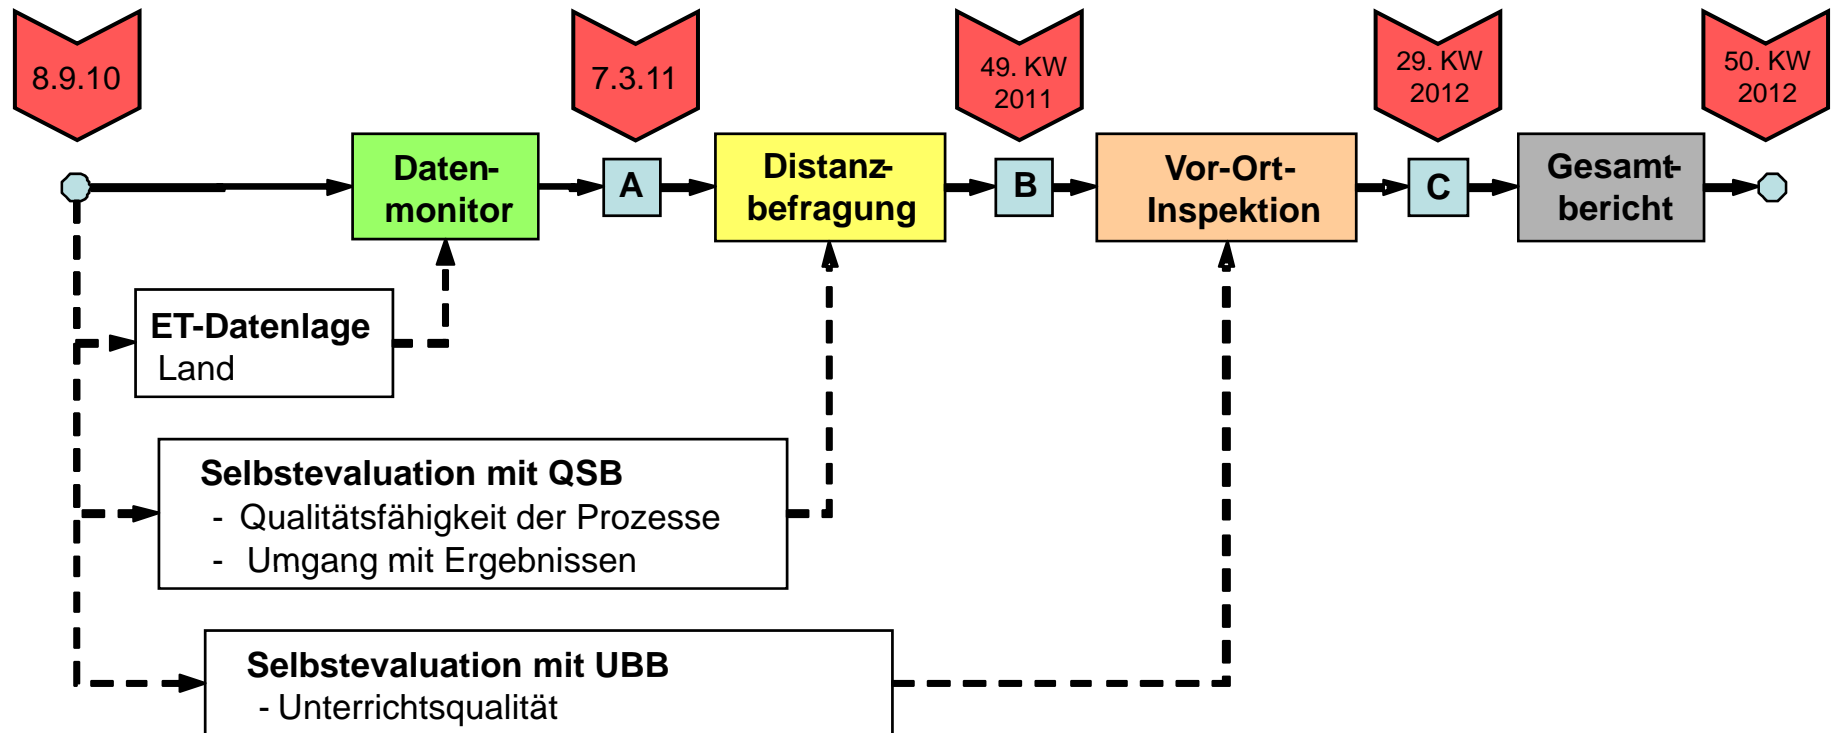 8.9.10
7.3.11
49. KW
2011
29. KW
2012
50. KW
2012
Daten-
monitor
A
Distanz-
befragung
B
Vor-Ort-
Inspektion
C
Gesamt-
bericht
ET-Datenlage
Land
Selbstevaluation mit QSB
- Qualitätsfähigkeit der Prozesse
- Umgang mit Ergebnissen
Selbstevaluation mit UBB
- Unterrichtsqualität